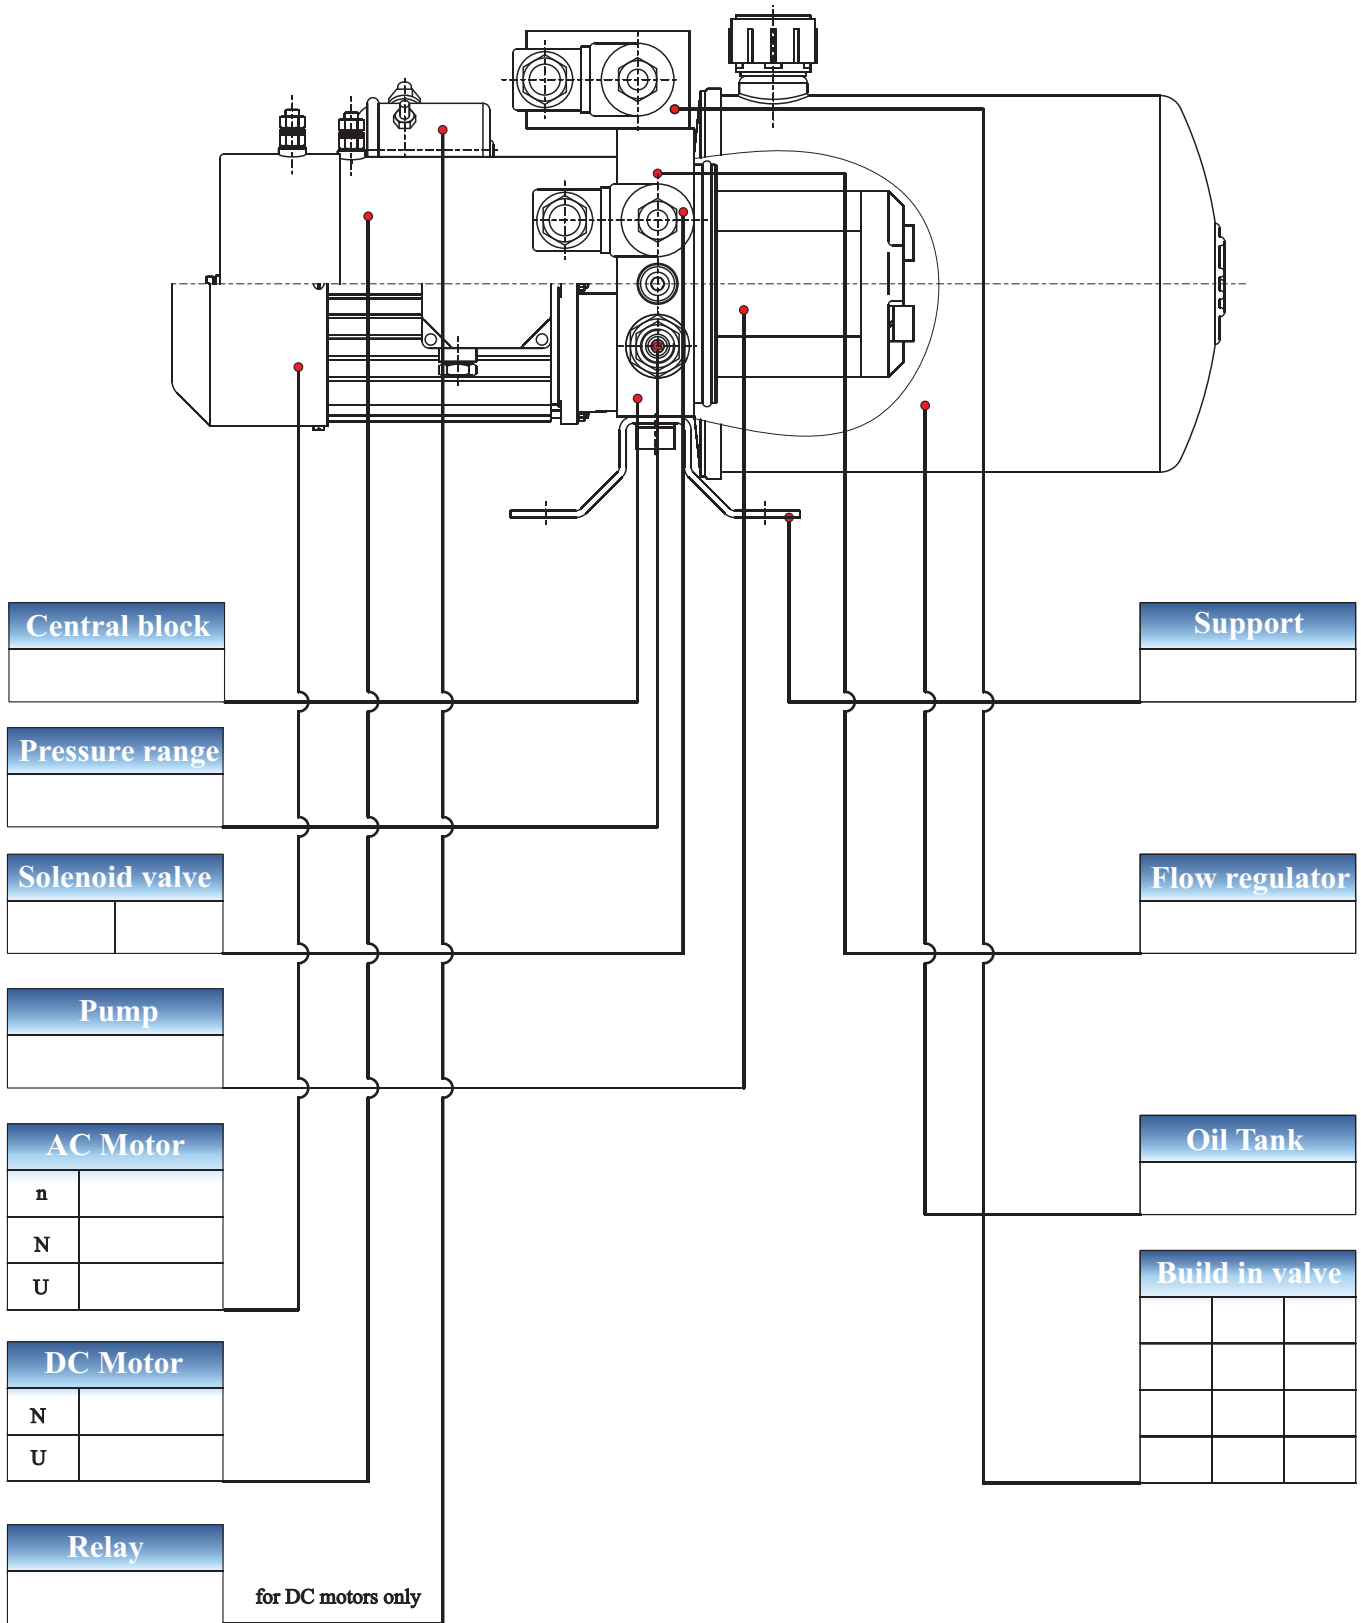 Central block
Support
Pressure range
Solenoid valve
Flow regulator
Pump
AC Motor
n
N
U
Oil Tank
Build in valve
DC Motor
N
U
Relay
for DC motors only